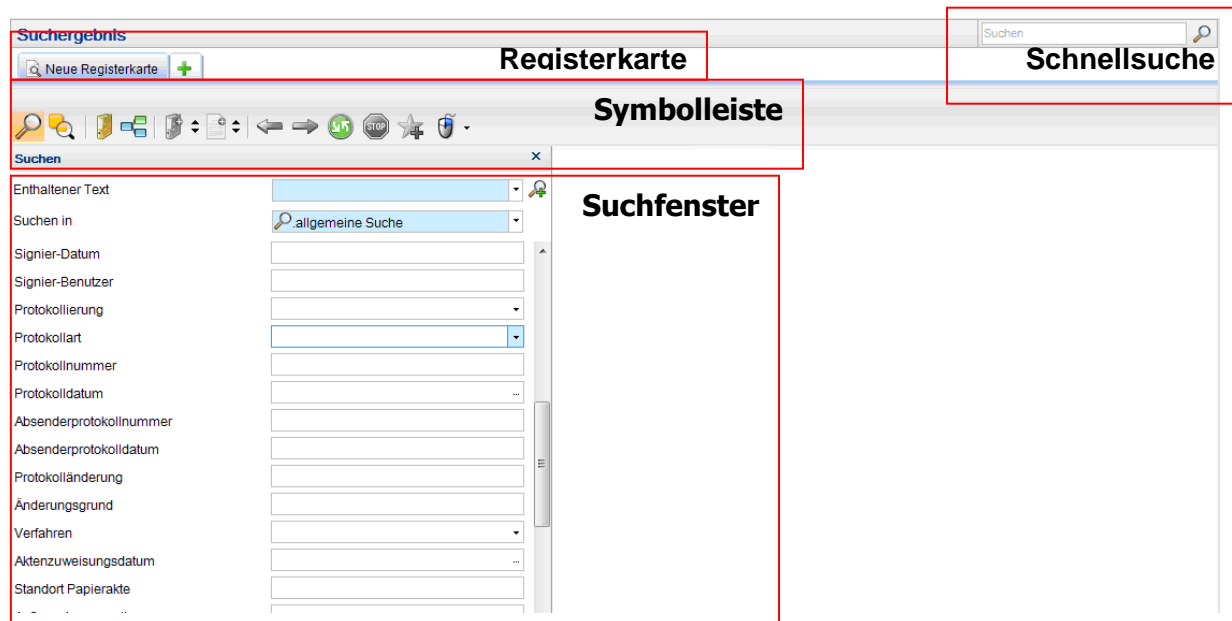 Suchergebnis
Suchen
Neue Registerkarte
Registerkarte
Schnellsuche
Symbolleiste
STOP
Suchen
Enthaltener Text
Suchfenster
Suchen in
.allgemeine Suche
Signier-Datum
Signier-Benutzer
Protokollierung
Protokollart
Protokollnummer
Protokolldatum
Absenderprotokollnummer
Absenderprotokolldatum
Protokolländerung
Änderungsgrund
Verfahren
Aktenzuweisungsdatum
Standort Papierakte